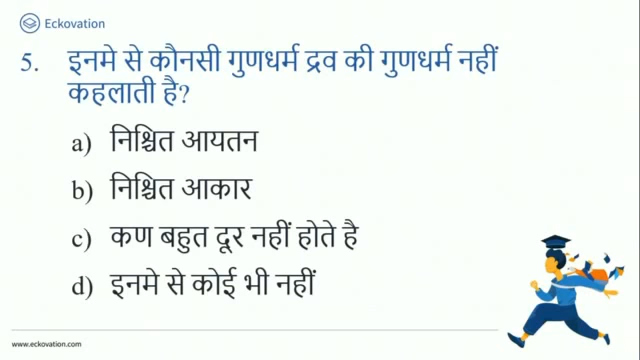 Eckovation
5. इनमे से कौनसी गुणधर्म द्रव की गुणधर्म नहीं
कहलाती है?
a) निश्चित आयतन
b) निश्चित आकार
c) कण बहुत दूर नहीं होते है
d) इनमे से कोई भी नहीं
www.eckovation.com